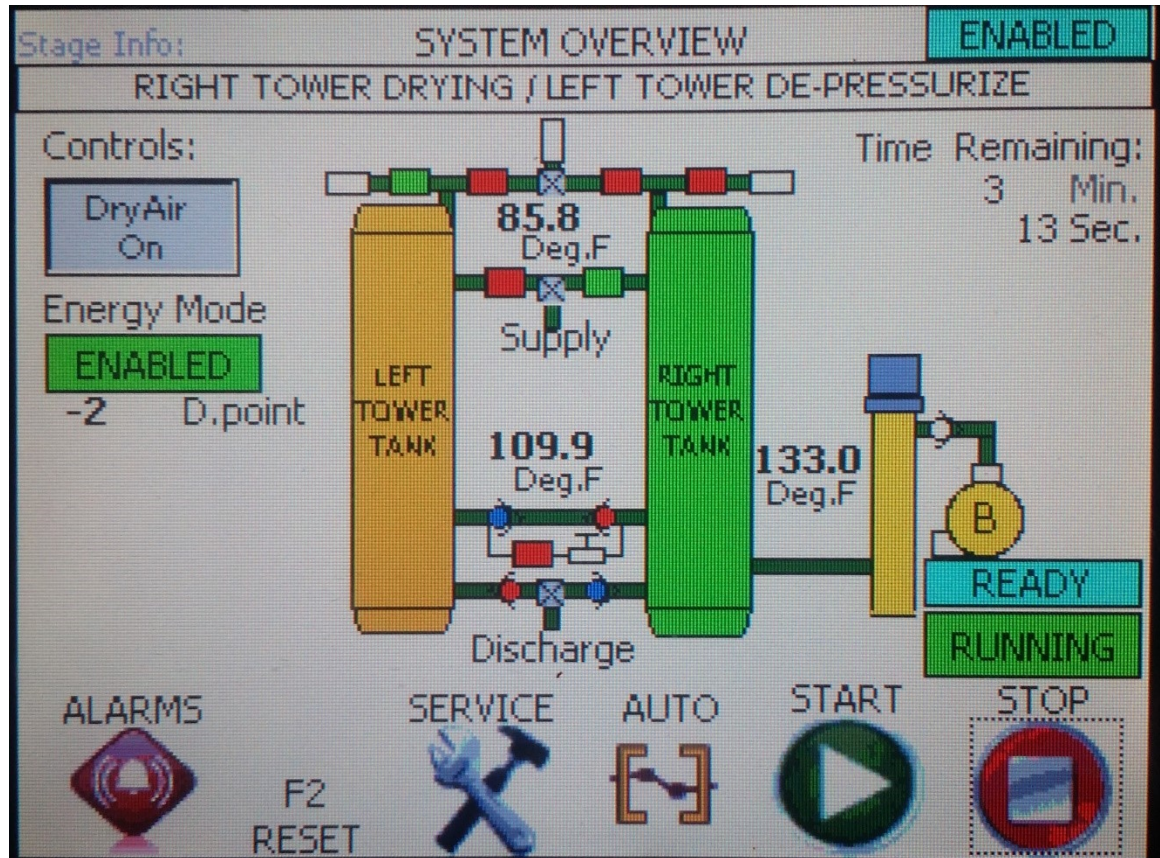 Stage Info:
SYSTEM OVERVIEW
ENABLED
RIGHT TOWER DRYING / LEFT TOWER DE-PRESSURIZE
Controls:
DryAir
On
Energy Mode
ENABLED
-2 D.point
Time Remaining:
3 Min.
13 Sec.
85.8
Deg.F
Supply
LEFT
TOWER
TANK
RIGHT
TOWER
TANK
109.9
Deg.F
133.0
Deg.F
Discharge
B
READY
RUNNING
ALARMS
F2
RESET
SERVICE
AUTO
START
STOP